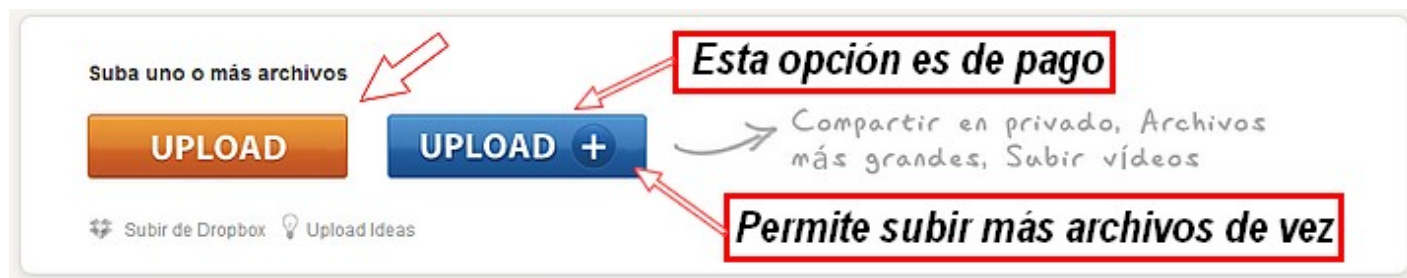 Esta opción es de pago
Suba uno o más archivos
UPLOAD
UPLOAD +
Compartir en privado, Archivos
más grandes, Subir vídeos
Permite subir más archivos de vez
Subir de Dropbox Upload Ideas